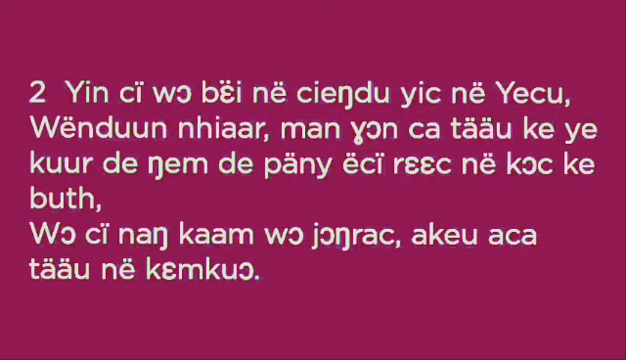 2 Yin cï wɔ bɛ̈i në cieŋdu yic në Yecu,
Wënduun nhiaar, man ɣɔn ca tääu ke ye
kuur de ŋem de päny ëcï rɛɛc në kɔc ke
buth,
Wɔ cï naŋ kaam wɔ jɔŋrac, akeu aca
tääu në kɛmkuɔ.